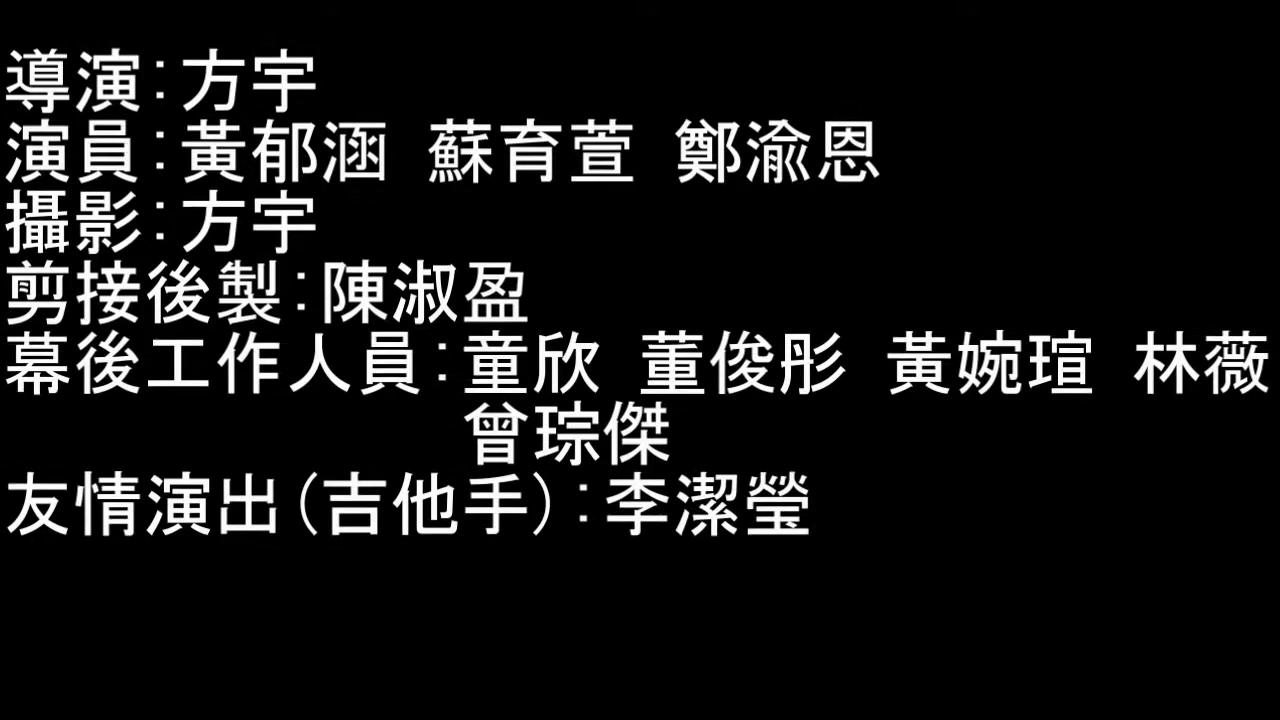 導演:方宇
演員:黃郁涵 蘇育萱 鄭渝恩
攝影:方宇
剪接後製:陳淑盈
幕後工作人員:童欣 董俊彤 黃婉瑄 林薇
曾琮傑
友情演出(吉他手):李潔瑩